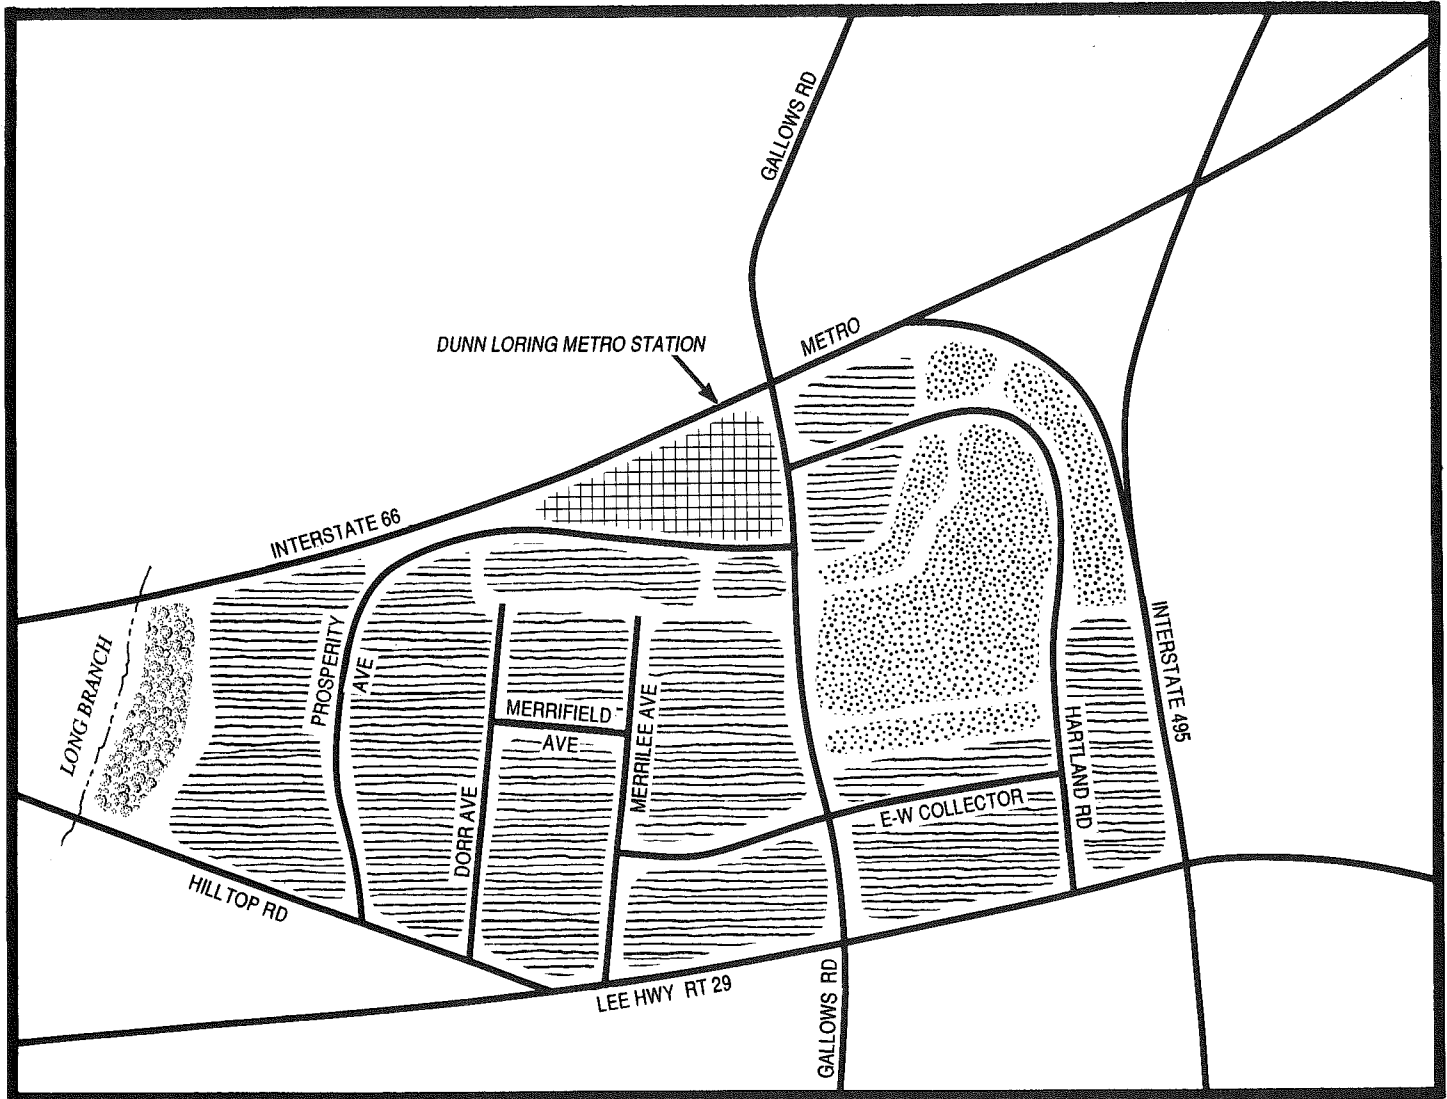 GALLOWS RD
METRO
DUNN LORING METRO STATION
INTERSTATE 66
LONG BRANCH
PROSPERITY
AVE
MERRIFIELD
AVE
MERRILEE AVE
DORR AVE
HARTLAND RD
INTERSTATE 495
E-W COLLECTOR
HILLTOP RD
LEE HWY RT 29
GALLOWS RD